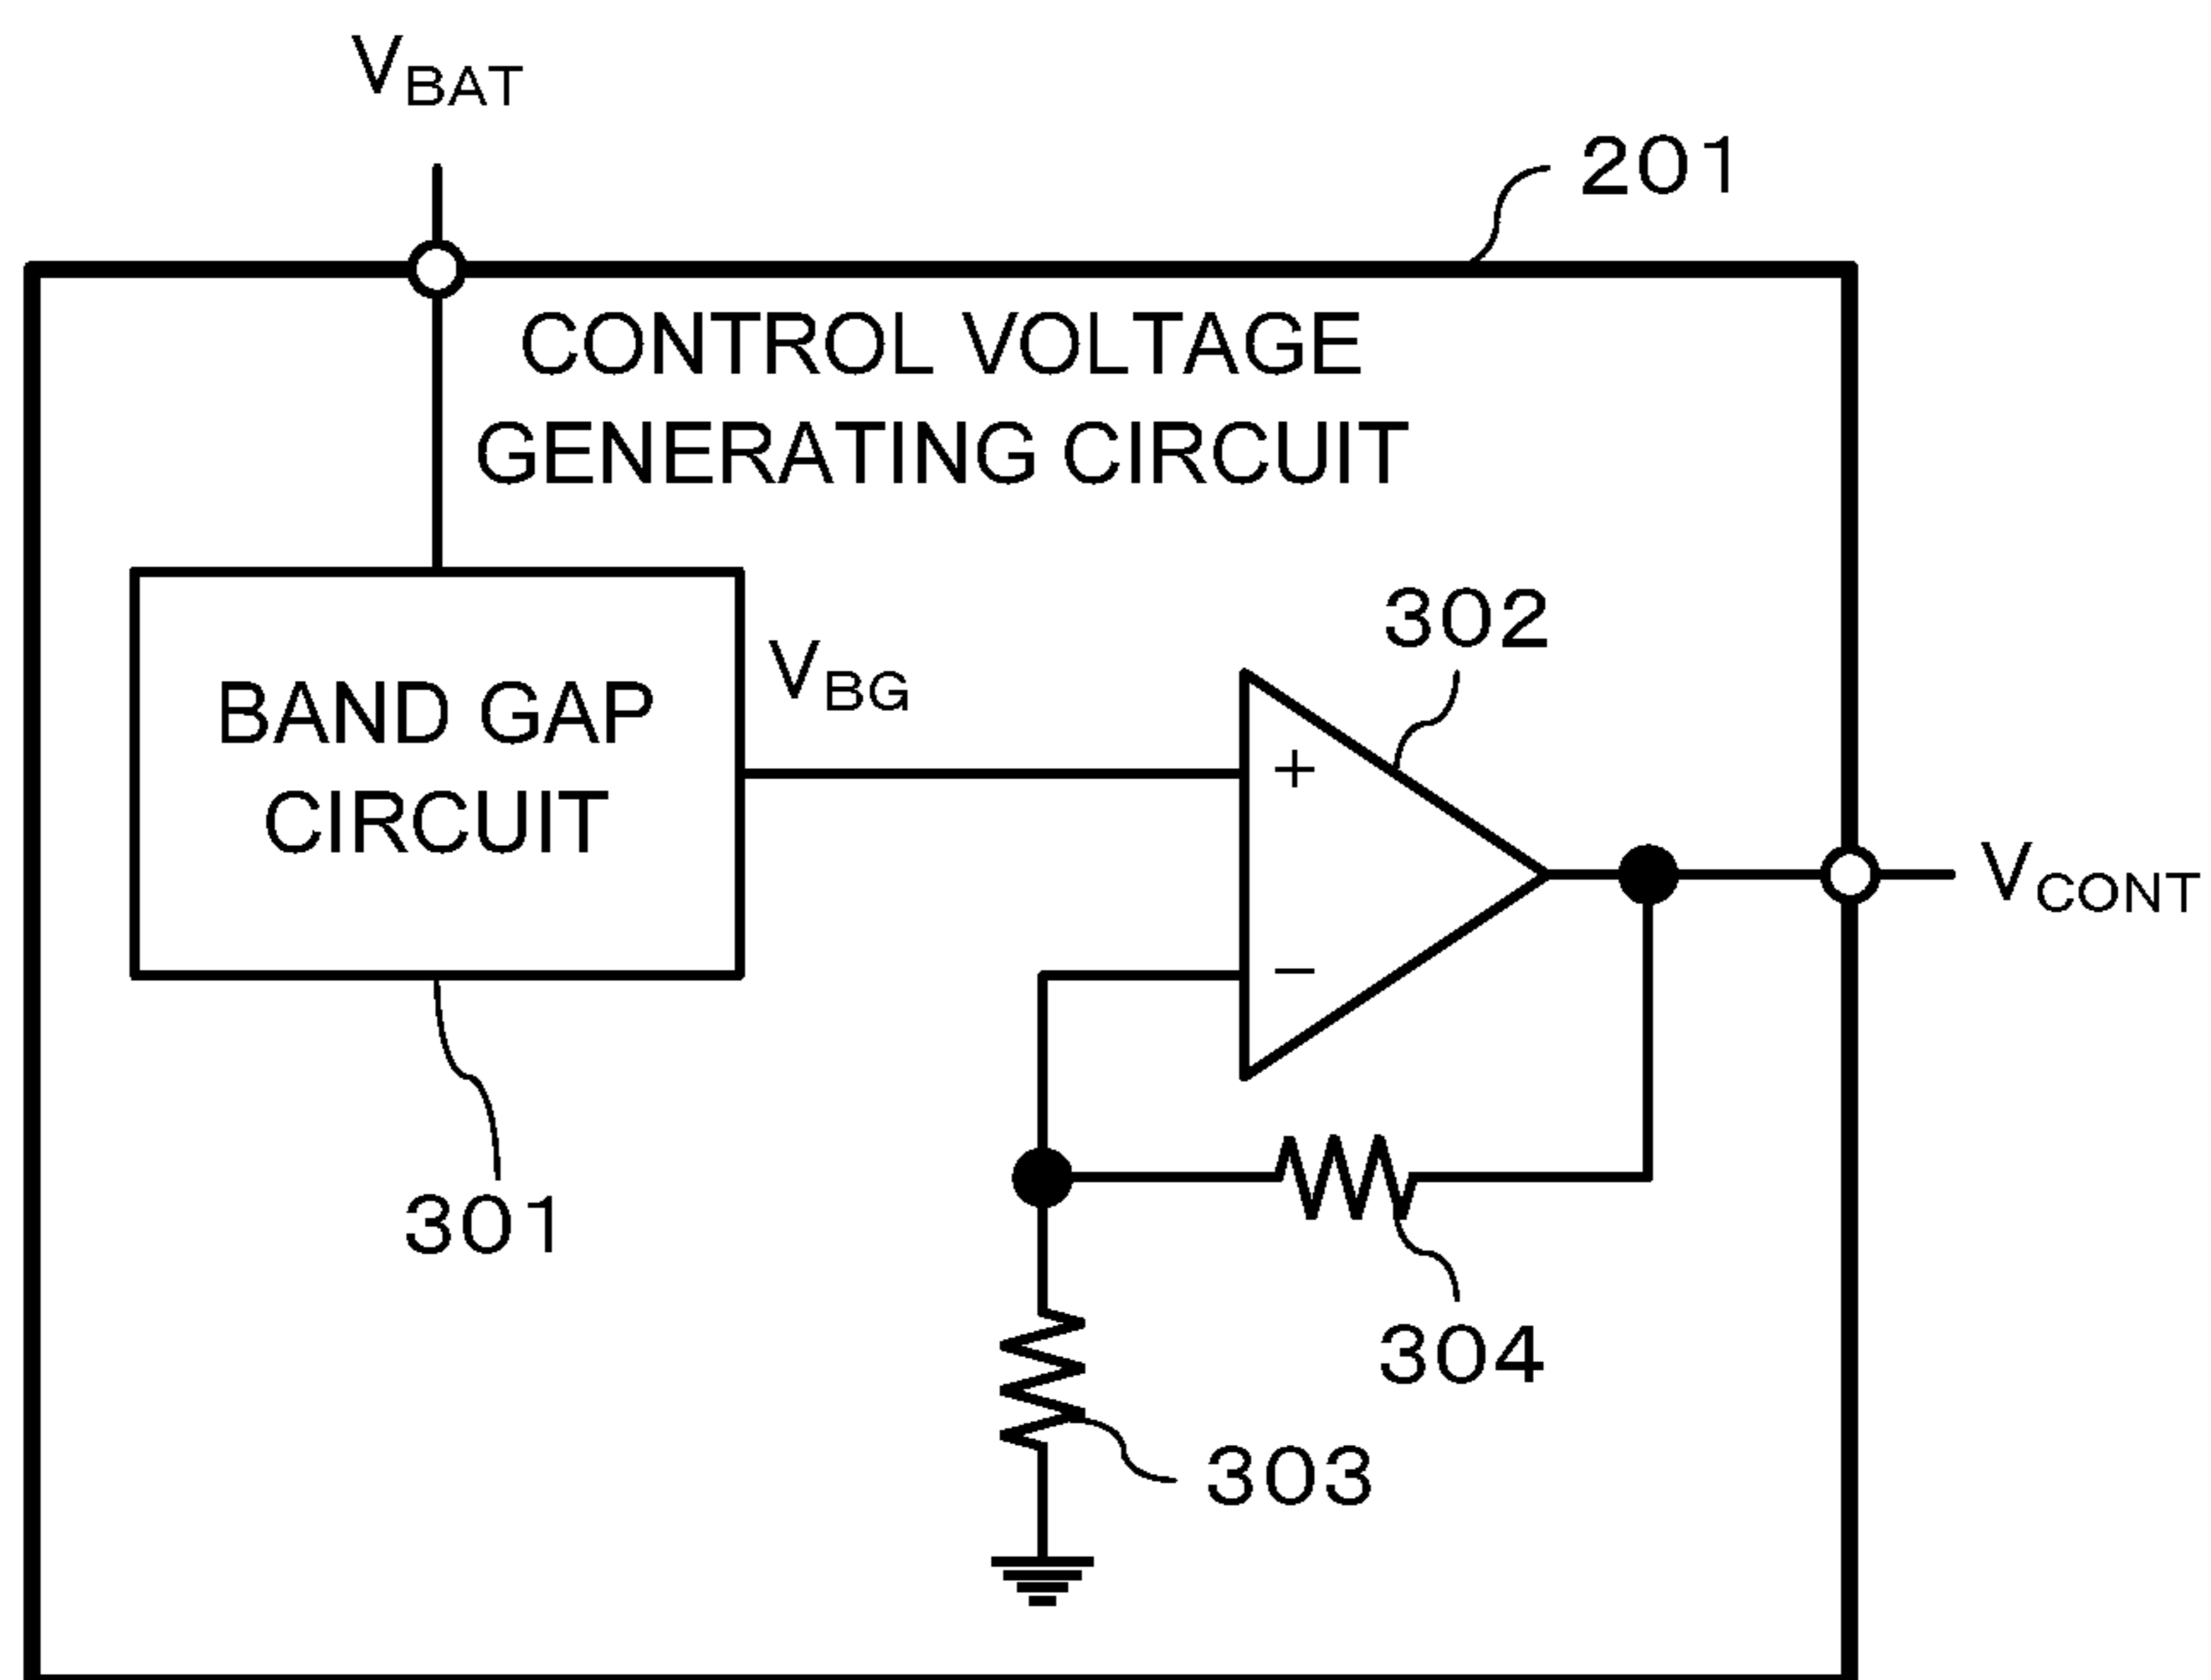 VBAT
201
CONTROL VOLTAGE
GENERATING CIRCUIT
302
VBG
BAND GAP
CIRCUIT
+
−
VCONT
301
304
303